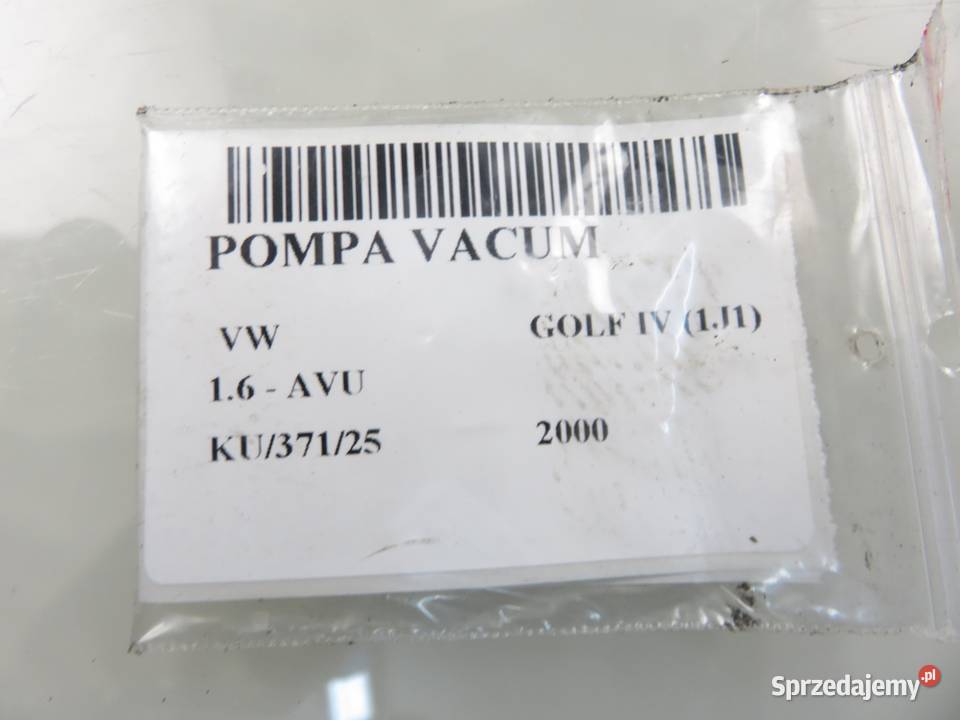 POMPA VACUM
VW GOLF IV (1J1)
1.6 - AVU
KU/371/25 2000
Sprzedajemy.pl